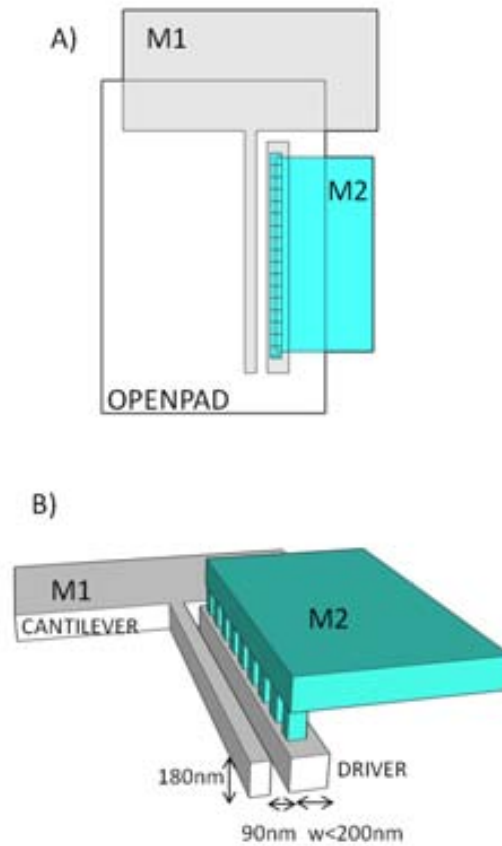 A)
M1
M2
OPENPAD
B)
M1
M2
CANTILEVER
180nm
DRIVER
90nm w<200nm